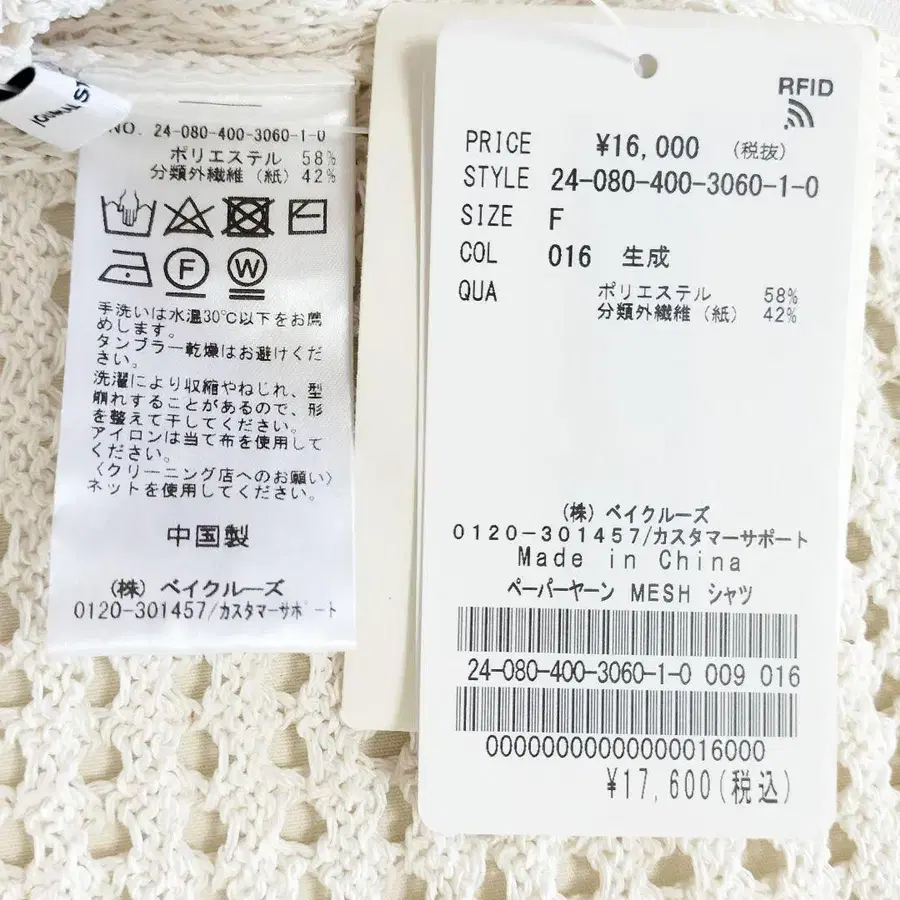 JOURNAL S
NO. 24-080-400-3060-1-0
ポリエステル 58%
分類外繊維(紙) 42%
F
W
手洗いは水温30℃以下をお薦
めします。
タンブラー乾燥はお避けくだ
さい。
洗濯により収縮やねじれ、型
崩れすることがあるので、形
を整えて干してください。
アイロンは当て布を使用して
ください。
〈クリーニング店へのお願い〉
ネットを使用してください。
中国製
(株)ベイクルーズ
0120-301457/カスタマーサポート
RFID
PRICE ¥16,000 (税抜)
STYLE 24-080-400-3060-1-0
SIZE F
COL 016 生成
QUA ポリエステル 58%
分類外繊維(紙) 42%
(株)ベイクルーズ
0120-301457/カスタマーサポート
Made in China
ペーパーヤーン MESH シャツ
24-080-400-3060-1-0 009 016
00000000000000016000
¥17,600(税込)